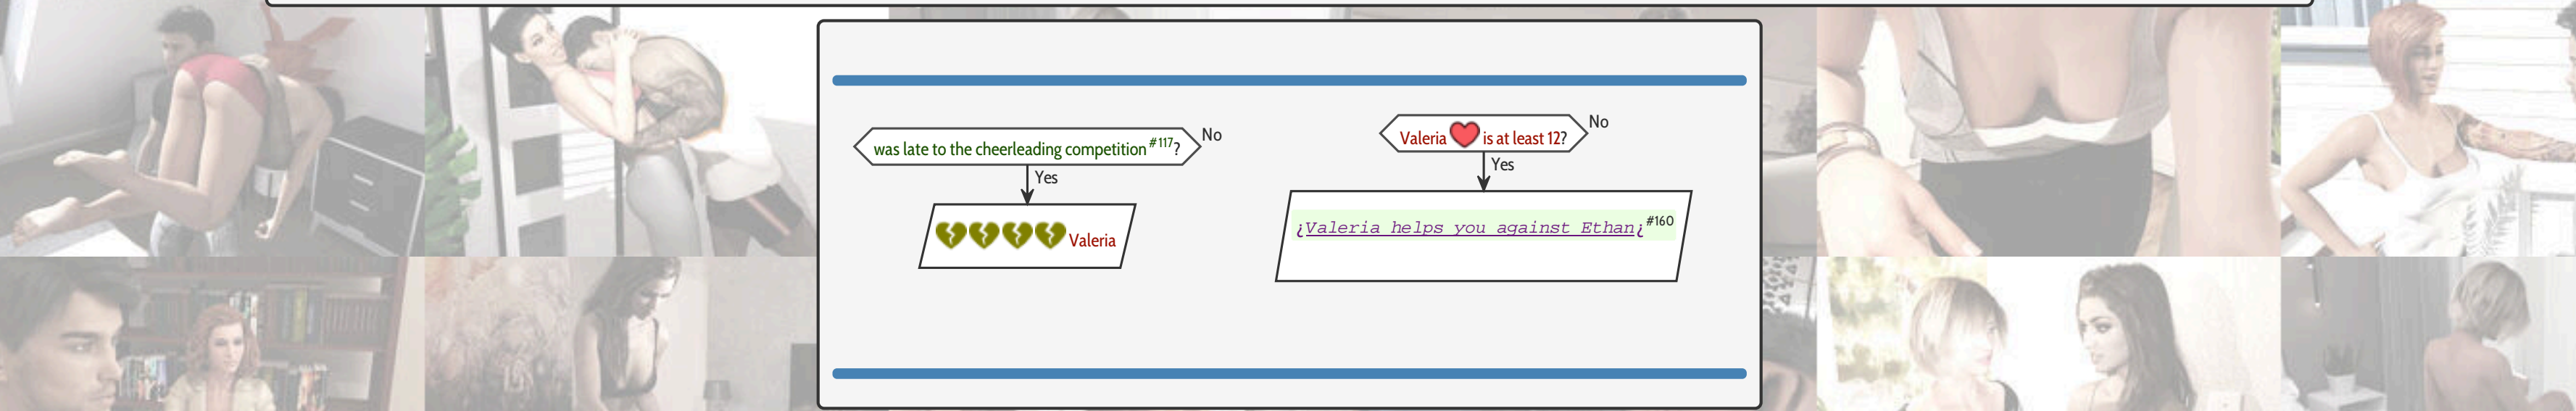 was late to the cheerleading competition #117?
No
Yes
Valeria
Valeria ❤ is at least 12?
No
Yes
¿Valeria helps you against Ethan¿ #160